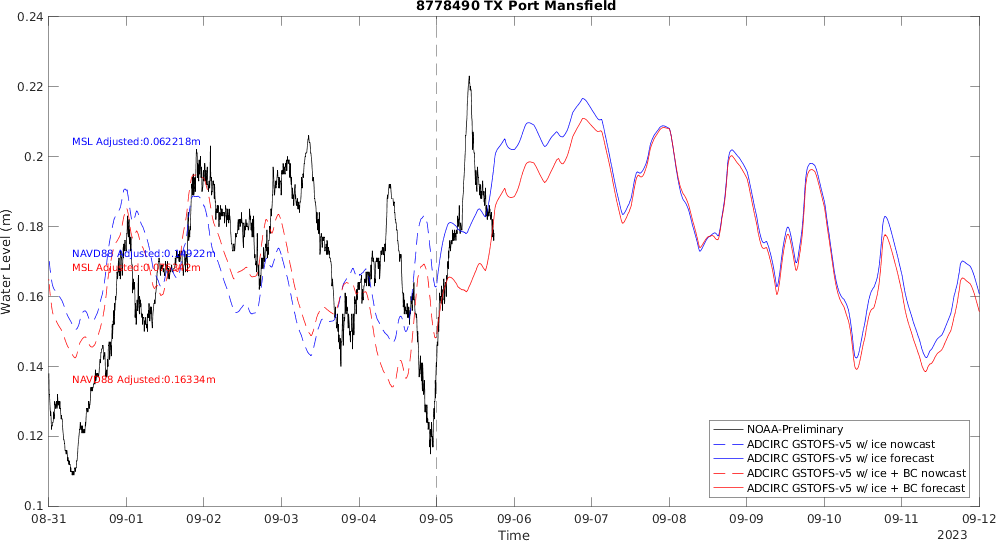 8778490 TX Port Mansfield
0.24
0.22
0.2
0.18
0.16
0.14
0.12
0.1
Water Level (m)
MSL Adjusted:0.062218m
NAVD88 Adjusted:
MSL Adjusted:
NAVD88 Adjusted:0.16334m
NOAA-Preliminary
ADCIRC GSTOFS-v5 w/ ice nowcast
ADCIRC GSTOFS-v5 w/ ice forecast
ADCIRC GSTOFS-v5 w/ ice + BC nowcast
ADCIRC GSTOFS-v5 w/ ice + BC forecast
08-31 09-01 09-02 09-03 09-04 09-05 09-06 09-07 09-08 09-09 09-10 09-11 09-12
Time
2023